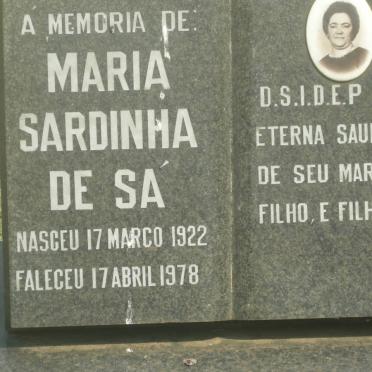 A MEMORIA DE:
MARIA
SARDINHA
DE SÁ
NASCEU 17 MARCO 1922
FALECEU 17 ABRIL 1978
D.S.I.D.E.P
ETERNA
DE SEU
FILHO, E